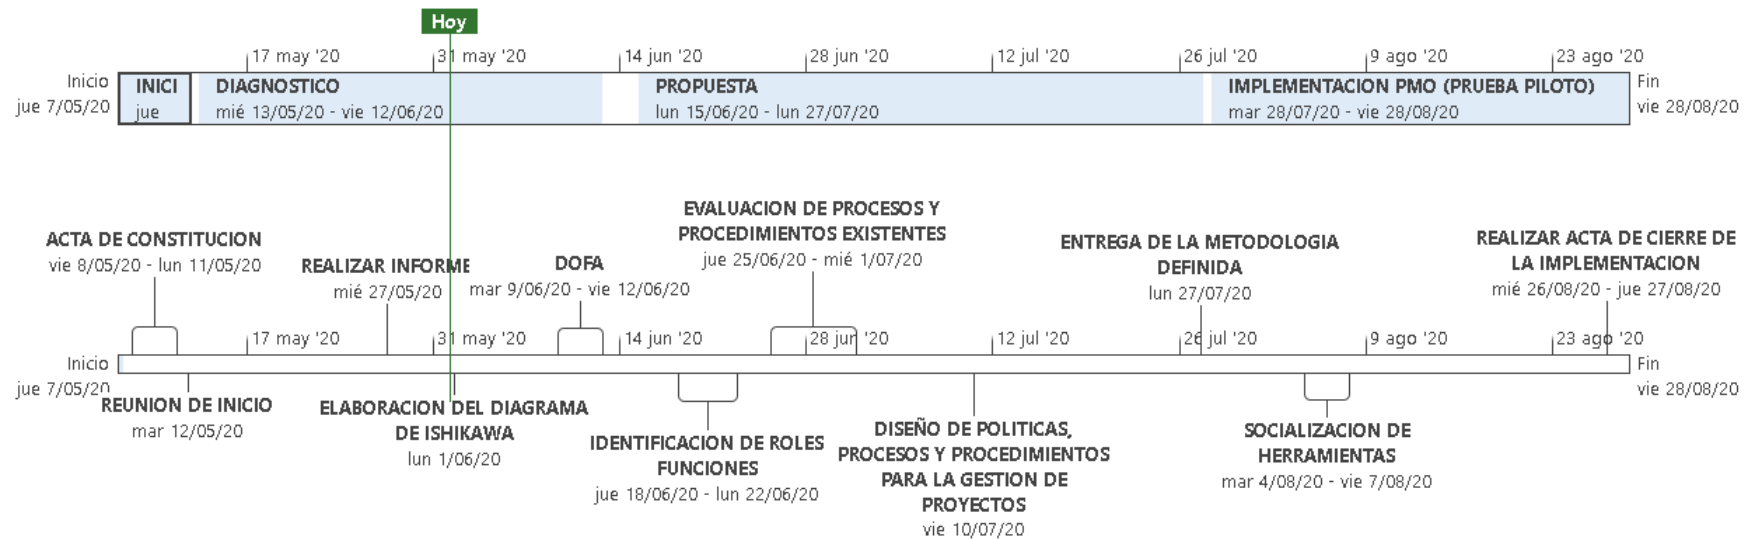 Hoy
17 may '20
31 may '20
14 jun '20
28 jun '20
12 jul '20
26 jul '20
9 ago '20
23 ago '20
Inicio
jue 7/05/20
INICI
jue
DIAGNOSTICO
mié 13/05/20 - vie 12/06/20
PROPUESTA
lun 15/06/20 - lun 27/07/20
IMPLEMENTACION PMO (PRUEBA PILOTO)
mar 28/07/20 - vie 28/08/20
Fin
vie 28/08/20
ACTA DE CONSTITUCION
vie 8/05/20 - lun 11/05/20
REALIZAR INFORME
mié 27/05/20
DOFA
mar 9/06/20 - vie 12/06/20
EVALUACION DE PROCESOS Y
PROCEDIMIENTOS EXISTENTES
jue 25/06/20 - mié 1/07/20
ENTREGA DE LA METODOLOGIA
DEFINIDA
lun 27/07/20
REALIZAR ACTA DE CIERRE DE
LA IMPLEMENTACION
mié 26/08/20 - jue 27/08/20
17 may '20
31 may '20
14 jun '20
28 jun '20
12 jul '20
26 jul '20
9 ago '20
23 ago '20
Inicio
jue 7/05/20
Fin
vie 28/08/20
REUNION DE INICIO
mar 12/05/20
ELABORACION DEL DIAGRAMA
DE ISHIKAWA
lun 1/06/20
IDENTIFICACION DE ROLES
FUNCIONES
jue 18/06/20 - lun 22/06/20
DISEÑO DE POLITICAS,
PROCESOS Y PROCEDIMIENTOS
PARA LA GESTION DE
PROYECTOS
vie 10/07/20
SOCIALIZACION DE
HERRAMIENTAS
mar 4/08/20 - vie 7/08/20